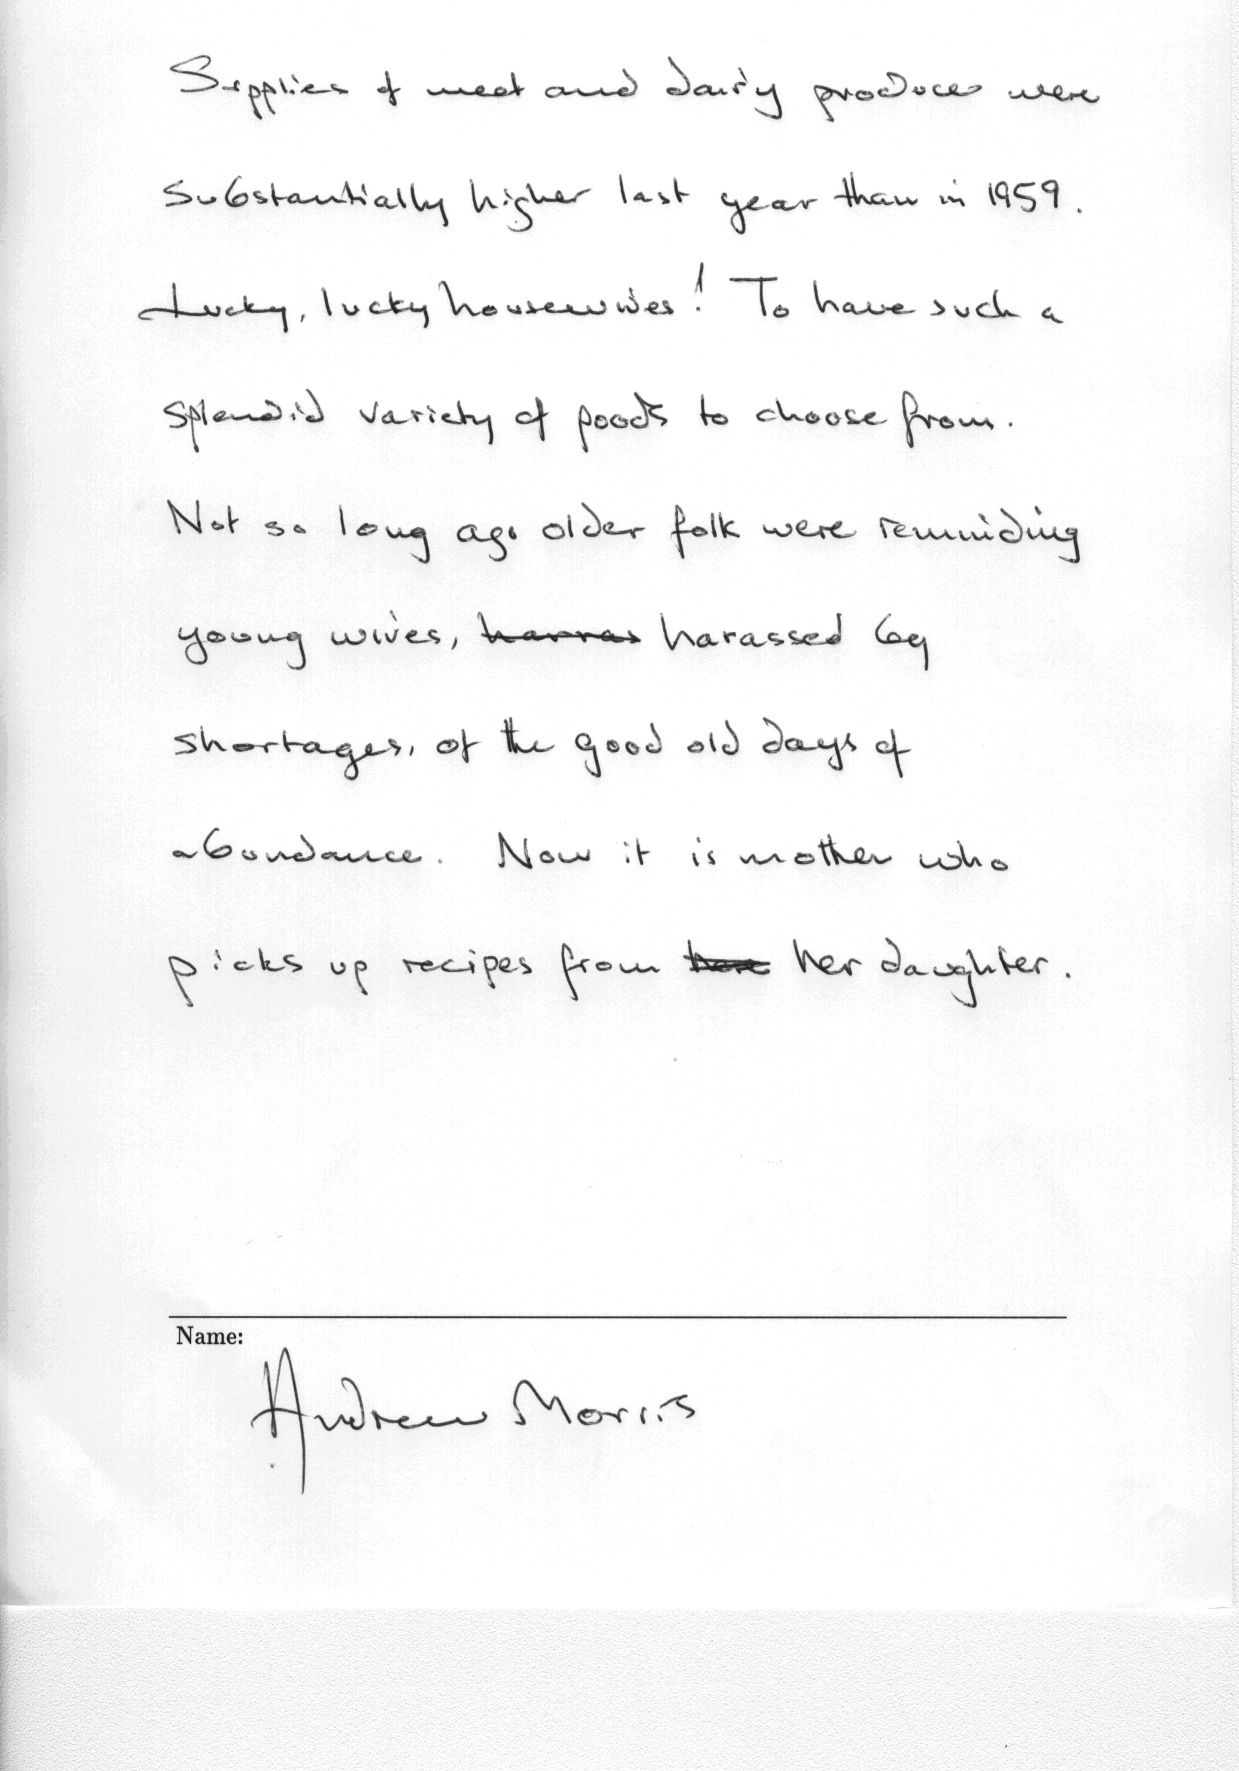 Supplies of meat and dairy produce were
substantially higher last year than in 1959.
Lucky, lucky housewives! To have such a
splendid variety of foods to choose from.
Not so long ago older folk were reminding
young wives, harras harassed by
shortages, of the good old days of
abundance. Now it is mother who
picks up recipes from her daughter.
Name:
Andrew Morris